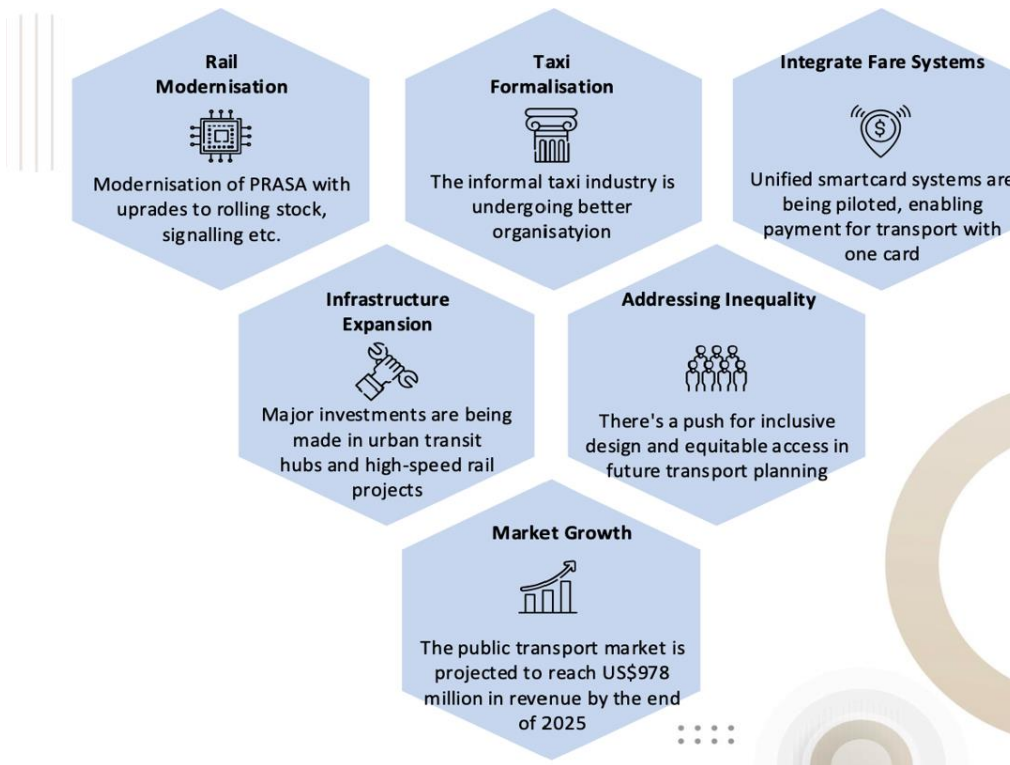 Rail
Modernisation
Modernisation of PRASA with
uprades to rolling stock,
signalling etc.
Taxi
Formalisation
The informal taxi industry is
undergoing better
organisatyion
Integrate Fare Systems
$
Unified smartcard systems are
being piloted, enabling
payment for transport with
one card
Infrastructure
Expansion
Major investments are being
made in urban transit
hubs and high-speed rail
projects
Addressing Inequality
There's a push for inclusive
design and equitable access in
future transport planning
Market Growth
The public transport market is
projected to reach US$978
million in revenue by the end
of 2025